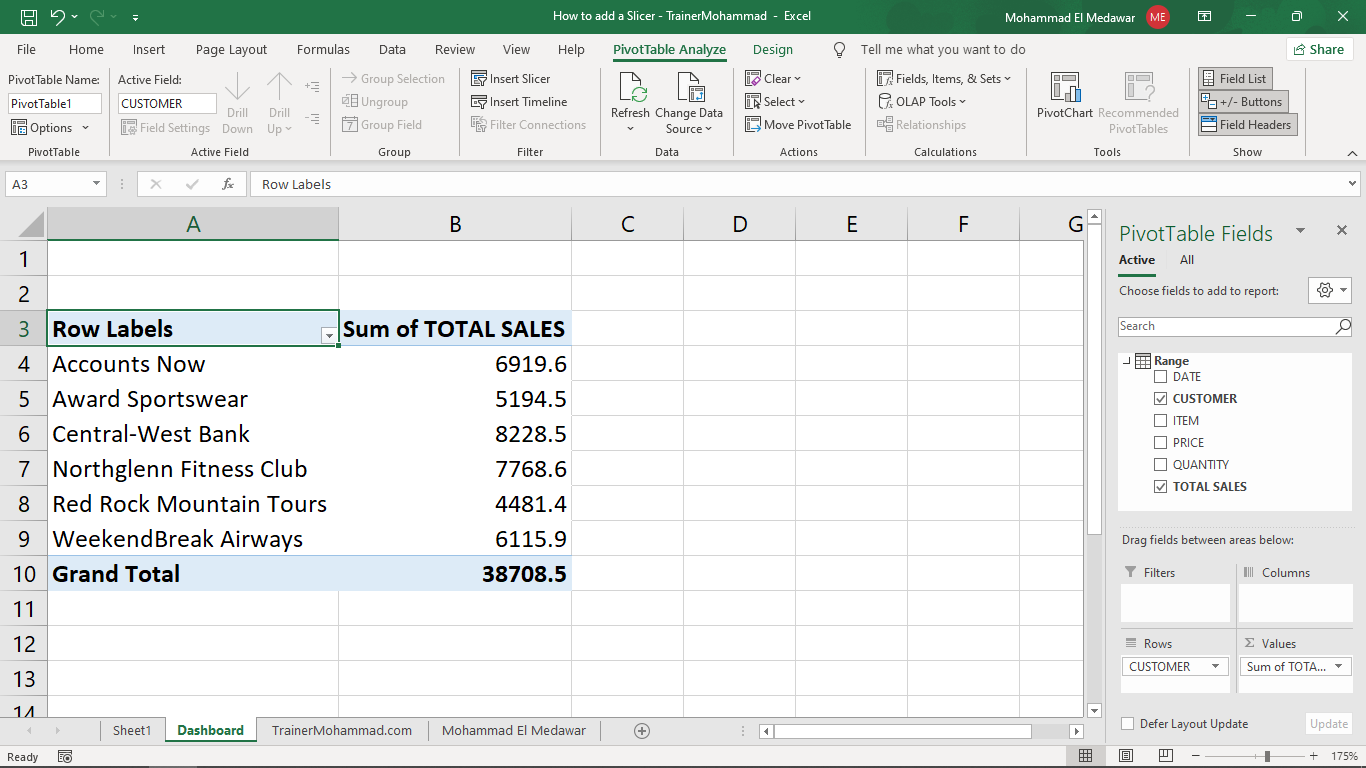 How to add a Slicer - TrainerMohammad - Excel
Mohammad El Medawar ME
File Home Insert Page Layout Formulas Data Review View Help PivotTable Analyze Design Tell me what you want to do Share
PivotTable Name:
PivotTable1
Options
PivotTable
Active Field:
CUSTOMER
Field Settings
Drill Down
Drill Up
Active Field
Group Selection
Ungroup
Group Field
Group
Insert Slicer
Insert Timeline
Filter Connections
Filter
Refresh
Change Data Source
Data
Clear
Select
Move PivotTable
Actions
Fields, Items, & Sets
OLAP Tools
Relationships
Calculations
PivotChart
Recommended PivotTables
Tools
Field List
+/- Buttons
Field Headers
Show
A3 fx Row Labels
A B C D E F G
1
2
3 Row Labels Sum of TOTAL SALES
4 Accounts Now 6919.6
5 Award Sportswear 5194.5
6 Central-West Bank 8228.5
7 Northglenn Fitness Club 7768.6
8 Red Rock Mountain Tours 4481.4
9 WeekendBreak Airways 6115.9
10 Grand Total 38708.5
11
12
13
14
PivotTable Fields
Active All
Choose fields to add to report:
Search
Range
DATE
CUSTOMER
ITEM
PRICE
QUANTITY
TOTAL SALES
Drag fields between areas below:
Filters Columns
Rows Σ Values
CUSTOMER Sum of TOTA...
Defer Layout Update Update
Sheet1 Dashboard TrainerMohammad.com Mohammad El Medawar
Ready 175%